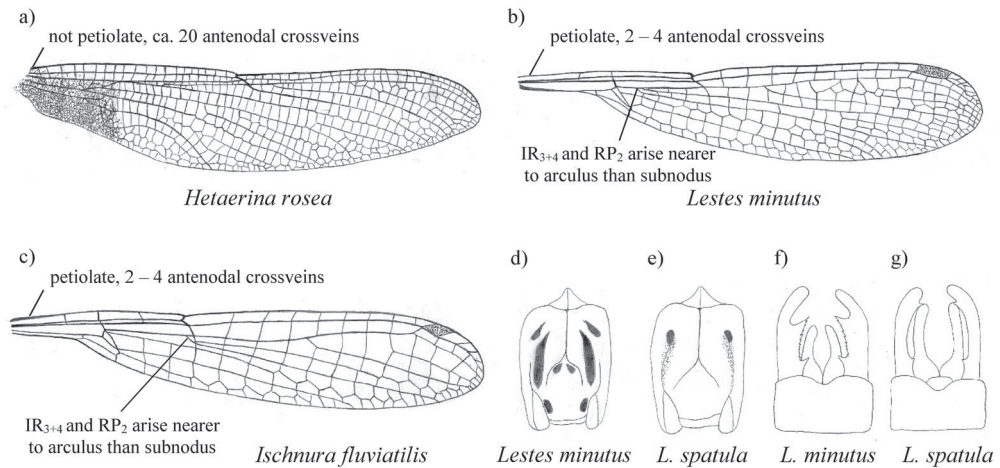 a)
not petiolate, ca. 20 antenodal crossveins
Hetaerina rosea
b)
petiolate, 2 – 4 antenodal crossveins
IR3+4 and RP2 arise nearer
to arculus than subnodus
Lestes minutus
c)
petiolate, 2 – 4 antenodal crossveins
IR3+4 and RP2 arise nearer
to arculus than subnodus
Ischnura fluviatilis
d)
Lestes minutus
e)
L. spatula
f)
L. minutus
g)
L. spatula